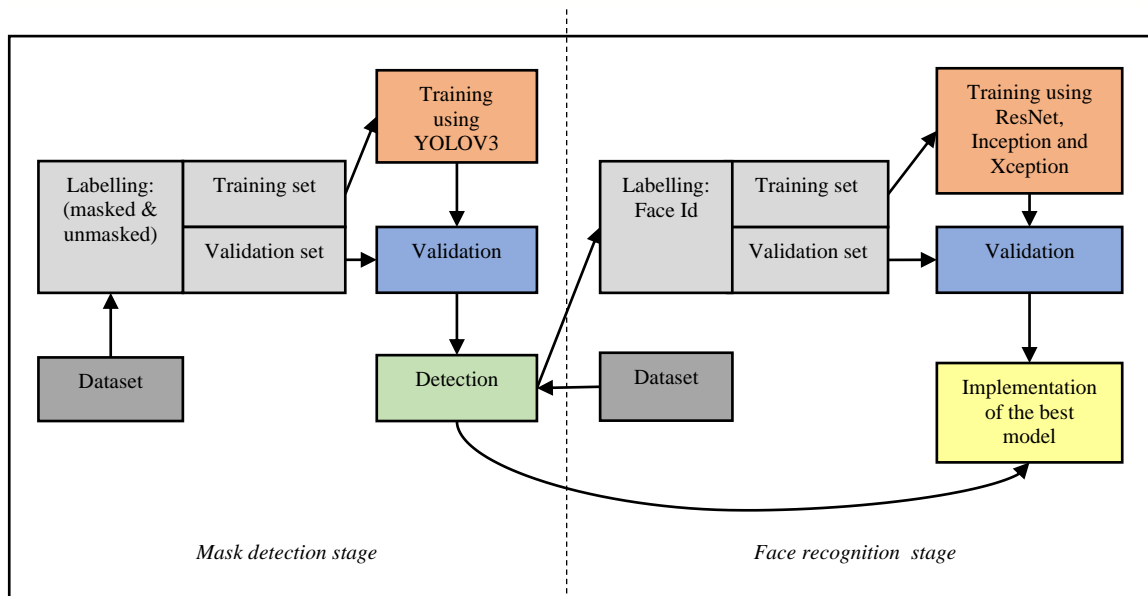 Training
using
YOLOV3
Labelling:
(masked &
unmasked)
Training set
Validation set
Validation
Dataset
Detection
Mask detection stage
Training using
ResNet,
Inception and
Xception
Labelling:
Face Id
Training set
Validation set
Validation
Dataset
Implementation
of the best
model
Face recognition  stage